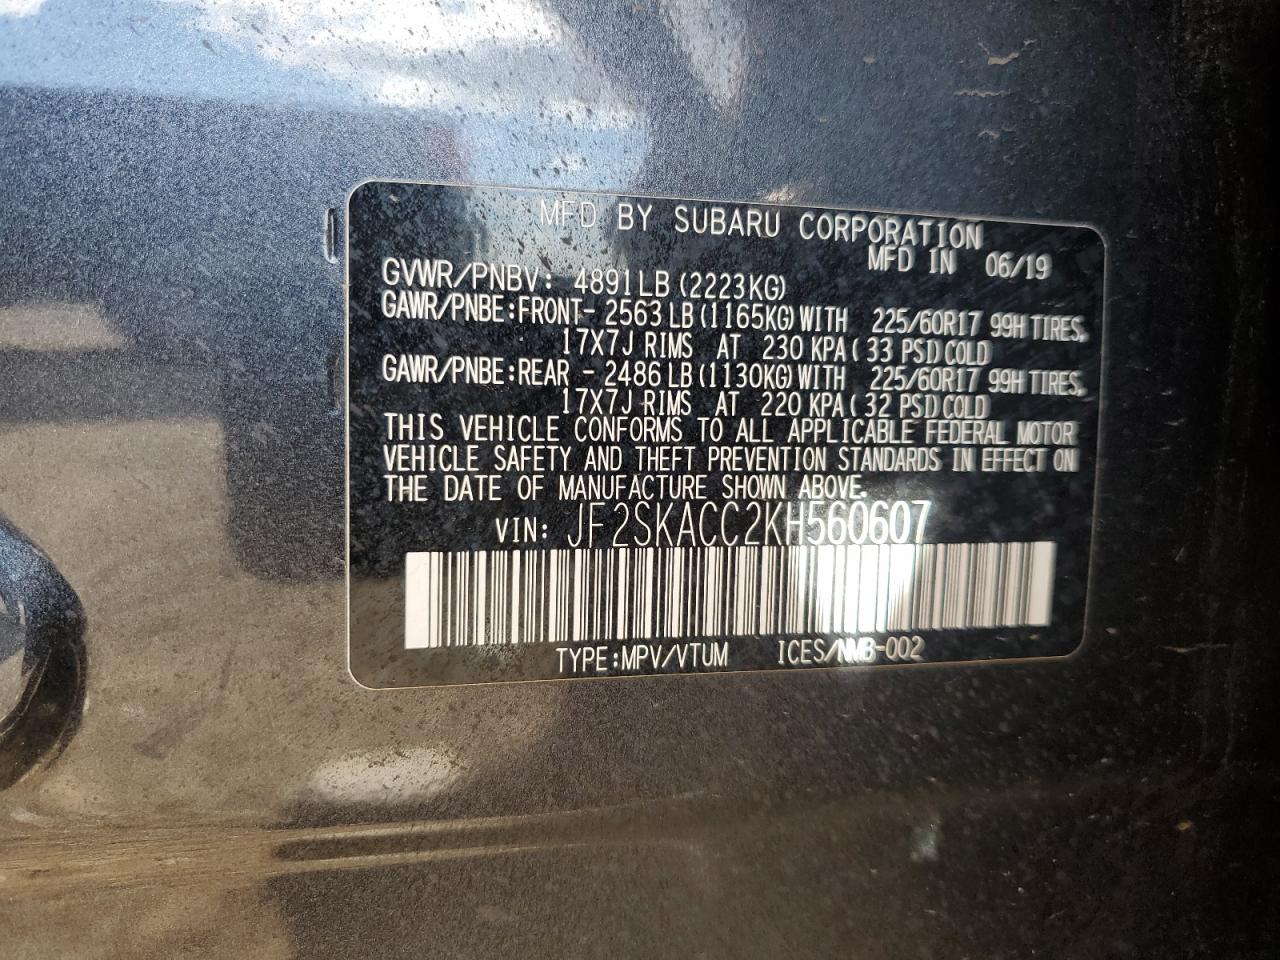 MFD BY SUBARU CORPORATION
MFD IN 06/19
GVWR/PNBV: 4891LB (2223KG)
GAWR/PNBE:FRONT- 2563 LB (1165KG) WITH 225/60R17 99H TIRES,
17X7J RIMS AT 230 KPA ( 33 PSI) COLD
GAWR/PNBE:REAR - 2486 LB (1130KG) WITH 225/60R17 99H TIRES,
17X7J RIMS AT 220 KPA ( 32 PSI) COLD
THIS VEHICLE CONFORMS TO ALL APPLICABLE FEDERAL MOTOR
VEHICLE SAFETY AND THEFT PREVENTION STANDARDS IN EFFECT ON
THE DATE OF MANUFACTURE SHOWN ABOVE.
VIN: JF2SKACC2KH560607
TYPE:MPV/VTUM ICES/NMB-002